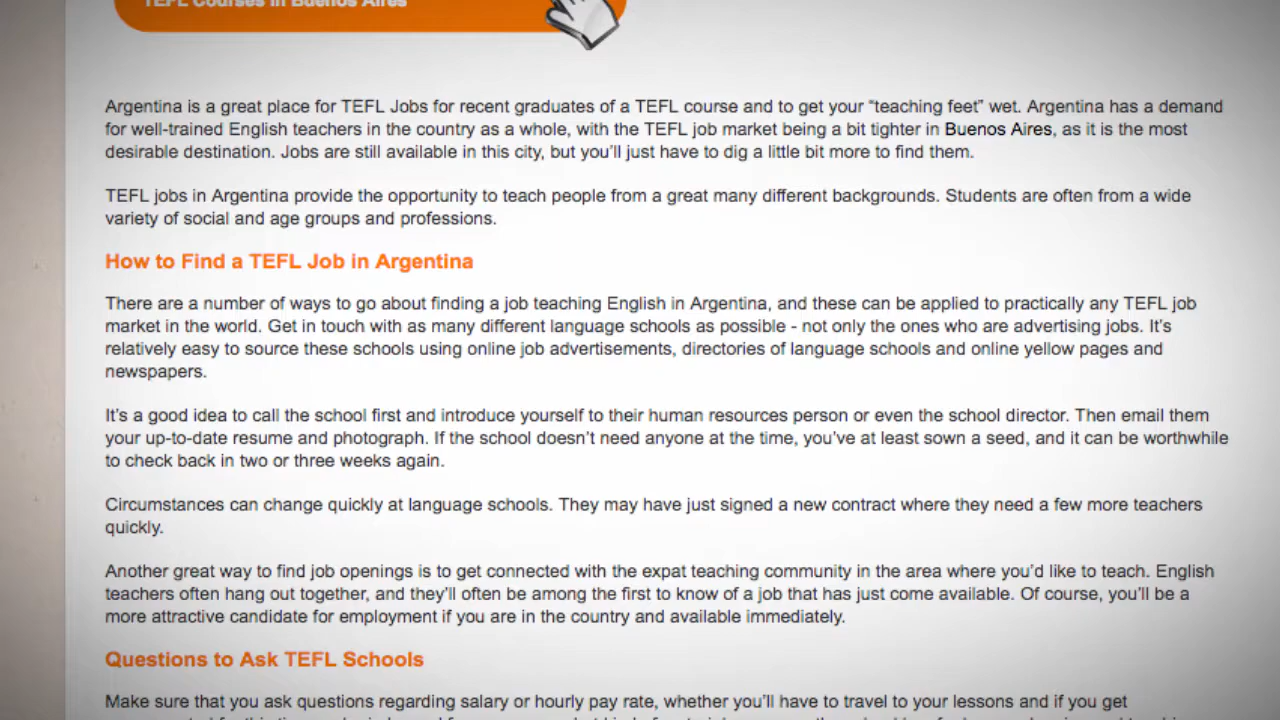 TEFL Courses in Buenos Aires
Argentina is a great place for TEFL Jobs for recent graduates of a TEFL course and to get your “teaching feet” wet. Argentina has a demand
for well-trained English teachers in the country as a whole, with the TEFL job market being a bit tighter in Buenos Aires, as it is the most
desirable destination. Jobs are still available in this city, but you’ll just have to dig a little bit more to find them.
TEFL jobs in Argentina provide the opportunity to teach people from a great many different backgrounds. Students are often from a wide
variety of social and age groups and professions.
How to Find a TEFL Job in Argentina
There are a number of ways to go about finding a job teaching English in Argentina, and these can be applied to practically any TEFL job
market in the world. Get in touch with as many different language schools as possible - not only the ones who are advertising jobs. It’s
relatively easy to source these schools using online job advertisements, directories of language schools and online yellow pages and
newspapers.
It’s a good idea to call the school first and introduce yourself to their human resources person or even the school director. Then email them
your up-to-date resume and photograph. If the school doesn’t need anyone at the time, you’ve at least sown a seed, and it can be worthwhile
to check back in two or three weeks again.
Circumstances can change quickly at language schools. They may have just signed a new contract where they need a few more teachers
quickly.
Another great way to find job openings is to get connected with the expat teaching community in the area where you’d like to teach. English
teachers often hang out together, and they’ll often be among the first to know of a job that has just come available. Of course, you’ll be a
more attractive candidate for employment if you are in the country and available immediately.
Questions to Ask TEFL Schools
Make sure that you ask questions regarding salary or hourly pay rate, whether you’ll have to travel to your lessons and if you get